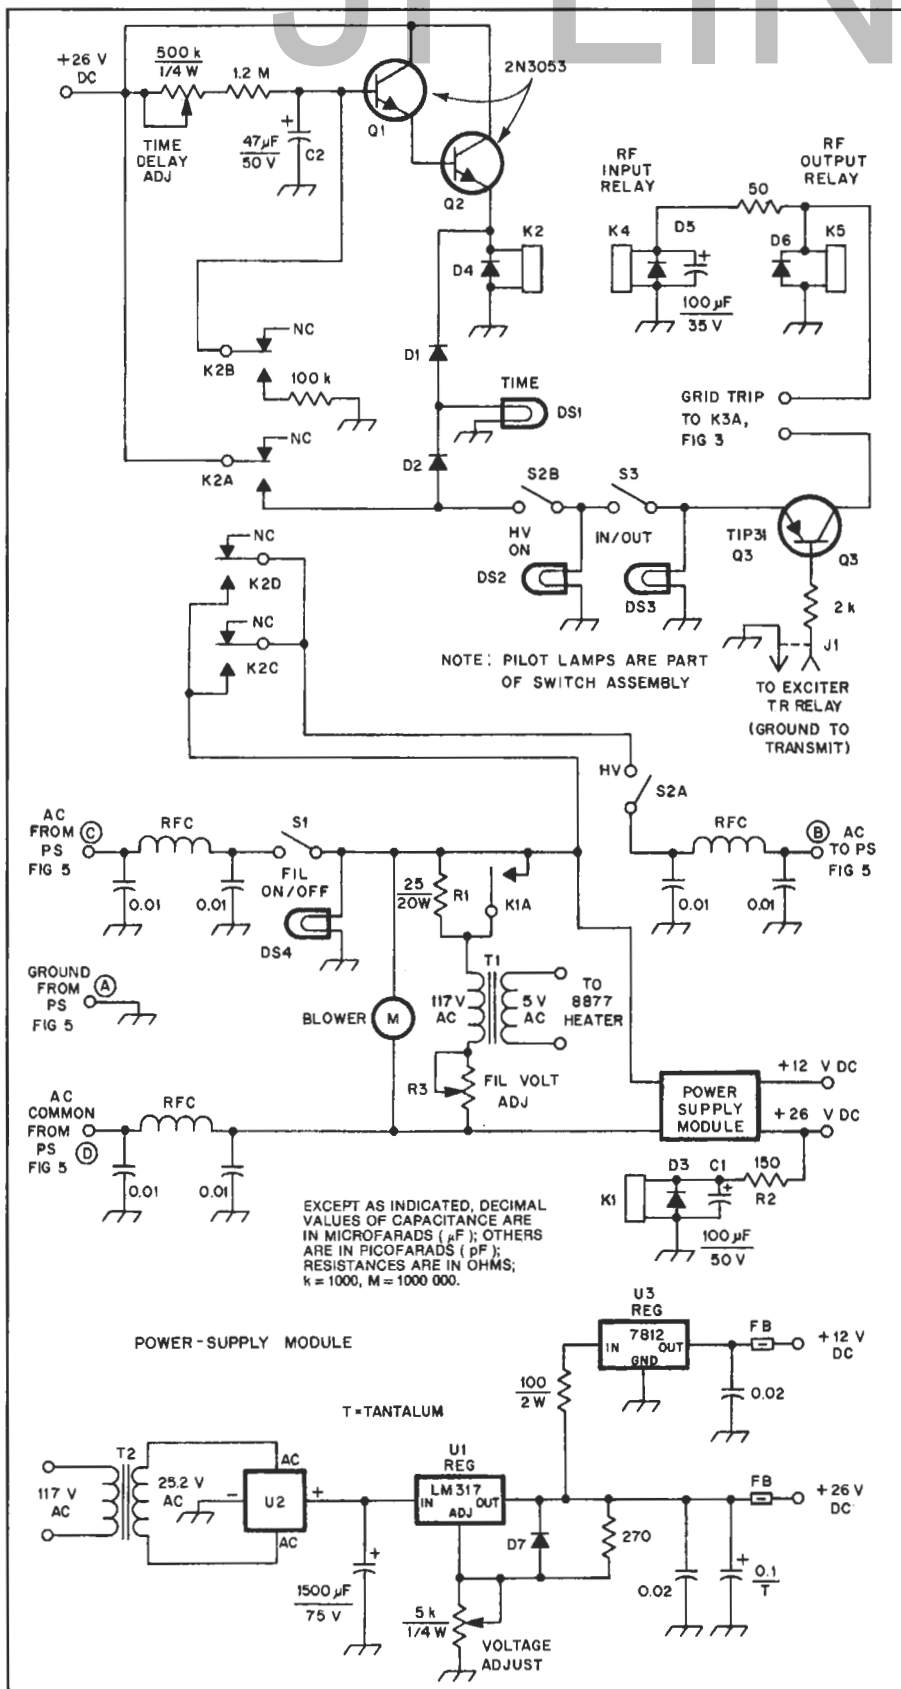 JPLIN
+26 V
DC
500 k
1/4 W
1.2 M
TIME
DELAY
ADJ
+
47µF
50 V
C2
Q1
2N3053
Q2
K2
D4
RF
INPUT
RELAY
RF
OUTPUT
RELAY
50
K4
D5
+
100 µF
35 V
D6
K5
NC
K2B
100 k
D1
TIME
DS1
GRID TRIP
TO K3A,
FIG 3
NC
K2A
D2
S2B
HV
ON
S3
IN/OUT
DS2
DS3
TIP31
Q3
Q3
2 k
J1
TO EXCITER
TR RELAY
(GROUND TO
TRANSMIT)
NC
K2D
NC
K2C
NOTE: PILOT LAMPS ARE PART
OF SWITCH ASSEMBLY
HV
S2A
AC
FROM
PS
FIG 5
C
RFC
0.01
0.01
S1
FIL
ON/OFF
DS4
25
20W
R1
K1A
RFC
0.01
0.01
B
AC
TO PS
FIG 5
GROUND
FROM
PS
FIG 5
A
BLOWER
M
T1
117 V
AC
5 V
AC
TO
8877
HEATER
R3
FIL VOLT
ADJ
AC
COMMON
FROM
PS
FIG 5
D
RFC
0.01
0.01
POWER
SUPPLY
MODULE
+12 V DC
+26 V DC
K1
D3
C1
+
100 µF
50 V
150
R2
EXCEPT AS INDICATED, DECIMAL
VALUES OF CAPACITANCE ARE
IN MICROFARADS (µF); OTHERS
ARE IN PICOFARADS (pF);
RESISTANCES ARE IN OHMS;
k = 1000, M = 1000 000.
POWER-SUPPLY MODULE
T=TANTALUM
U3
REG
7812
IN OUT
GND
FB
+12 V
DC
0.02
100
2W
T2
117 V
AC
25.2 V
AC
AC
-
U2
+
AC
+
1500 µF
75 V
U1
REG
LM317
IN OUT
ADJ
D7
270
5 k
1/4 W
VOLTAGE
ADJUST
0.02
+
0.1
T
FB
+26 V
DC